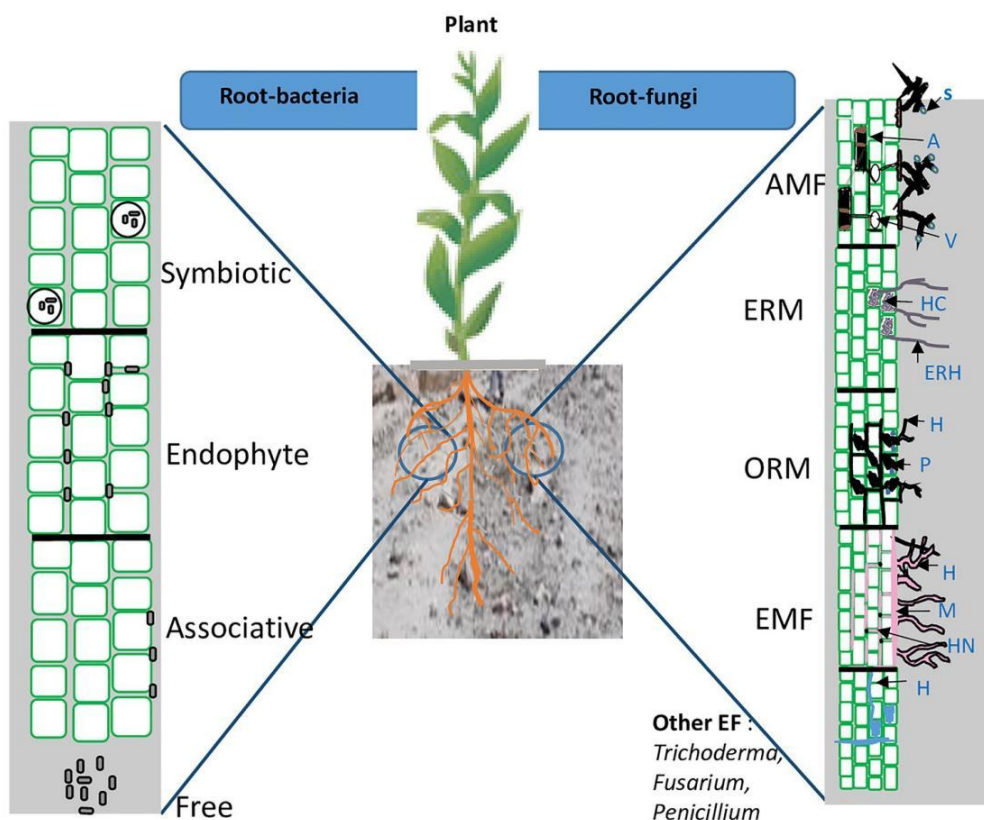 Plant
Root-bacteria
Root-fungi
Symbiotic
Endophyte
Associative
Free
AMF
ERM
ORM
EMF
Other EF :
Trichoderma,
Fusarium,
Penicillium
s
A
V
HC
ERH
H
P
H
M
HN
H